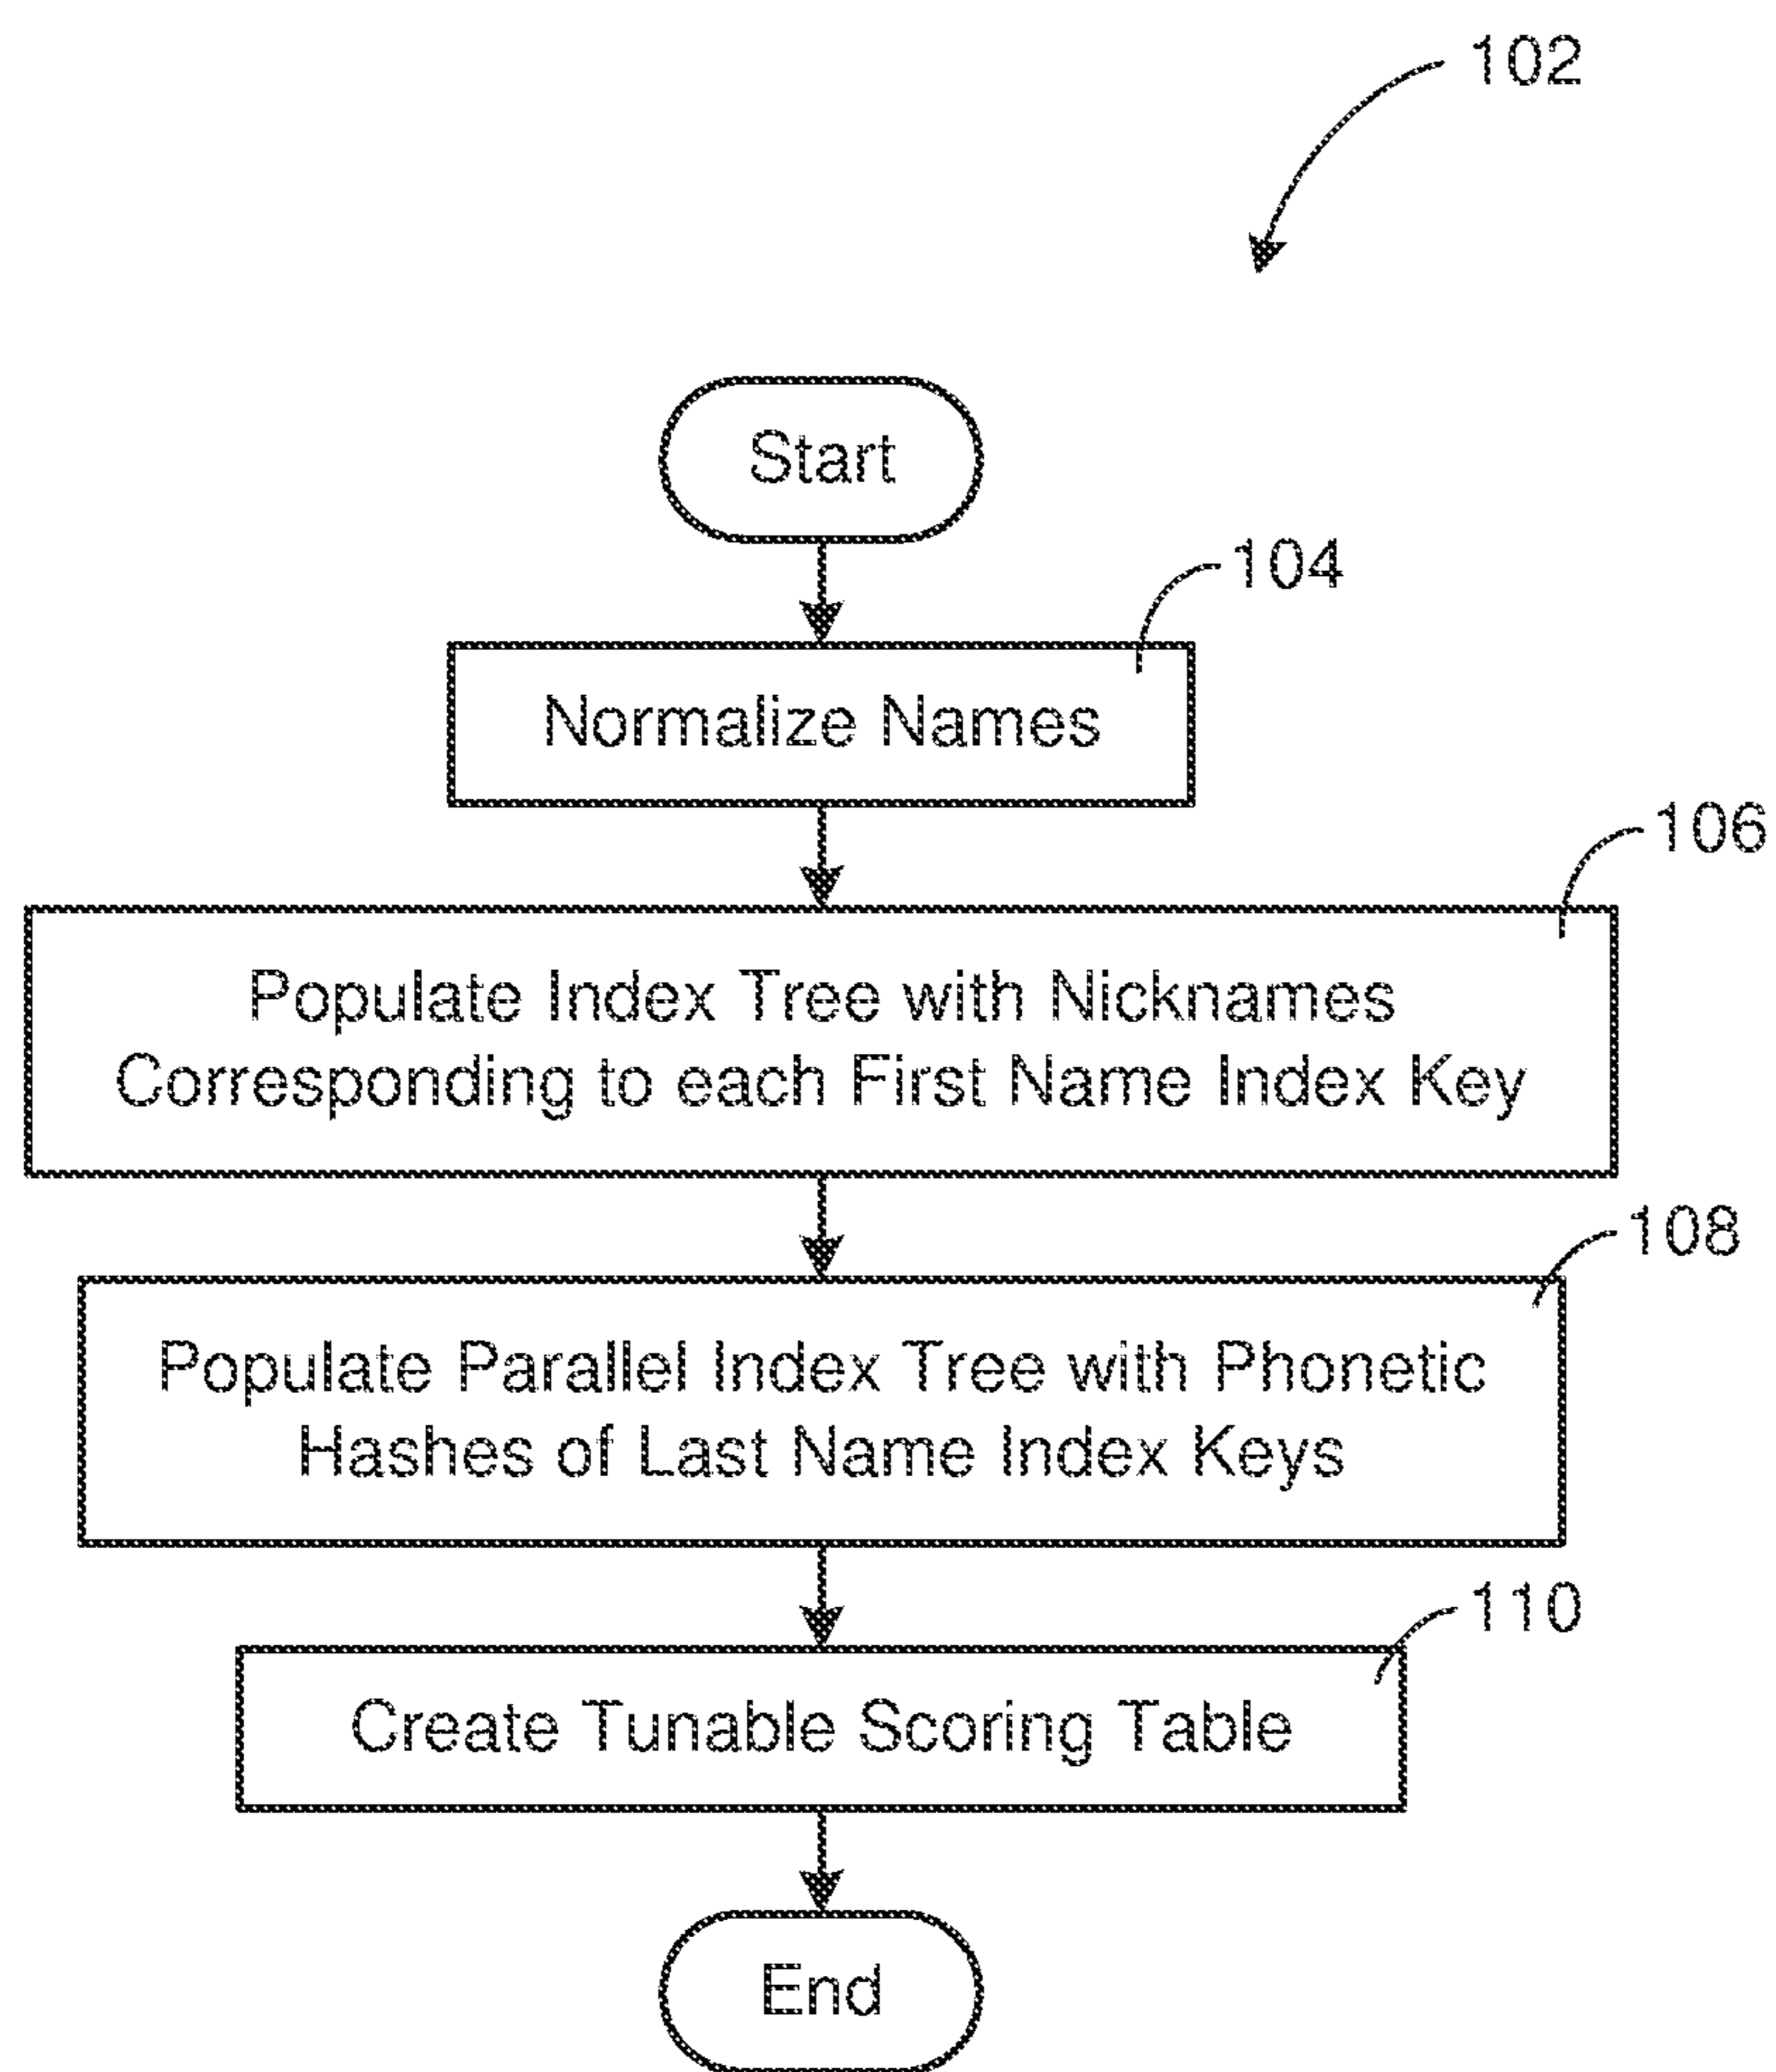 102
Start
104
Normalize Names
106
Populate Index Tree with Nicknames
Corresponding to each First Name Index Key
108
Populate Parallel Index Tree with Phonetic
Hashes of Last Name Index Keys
110
Create Tunable Scoring Table
End